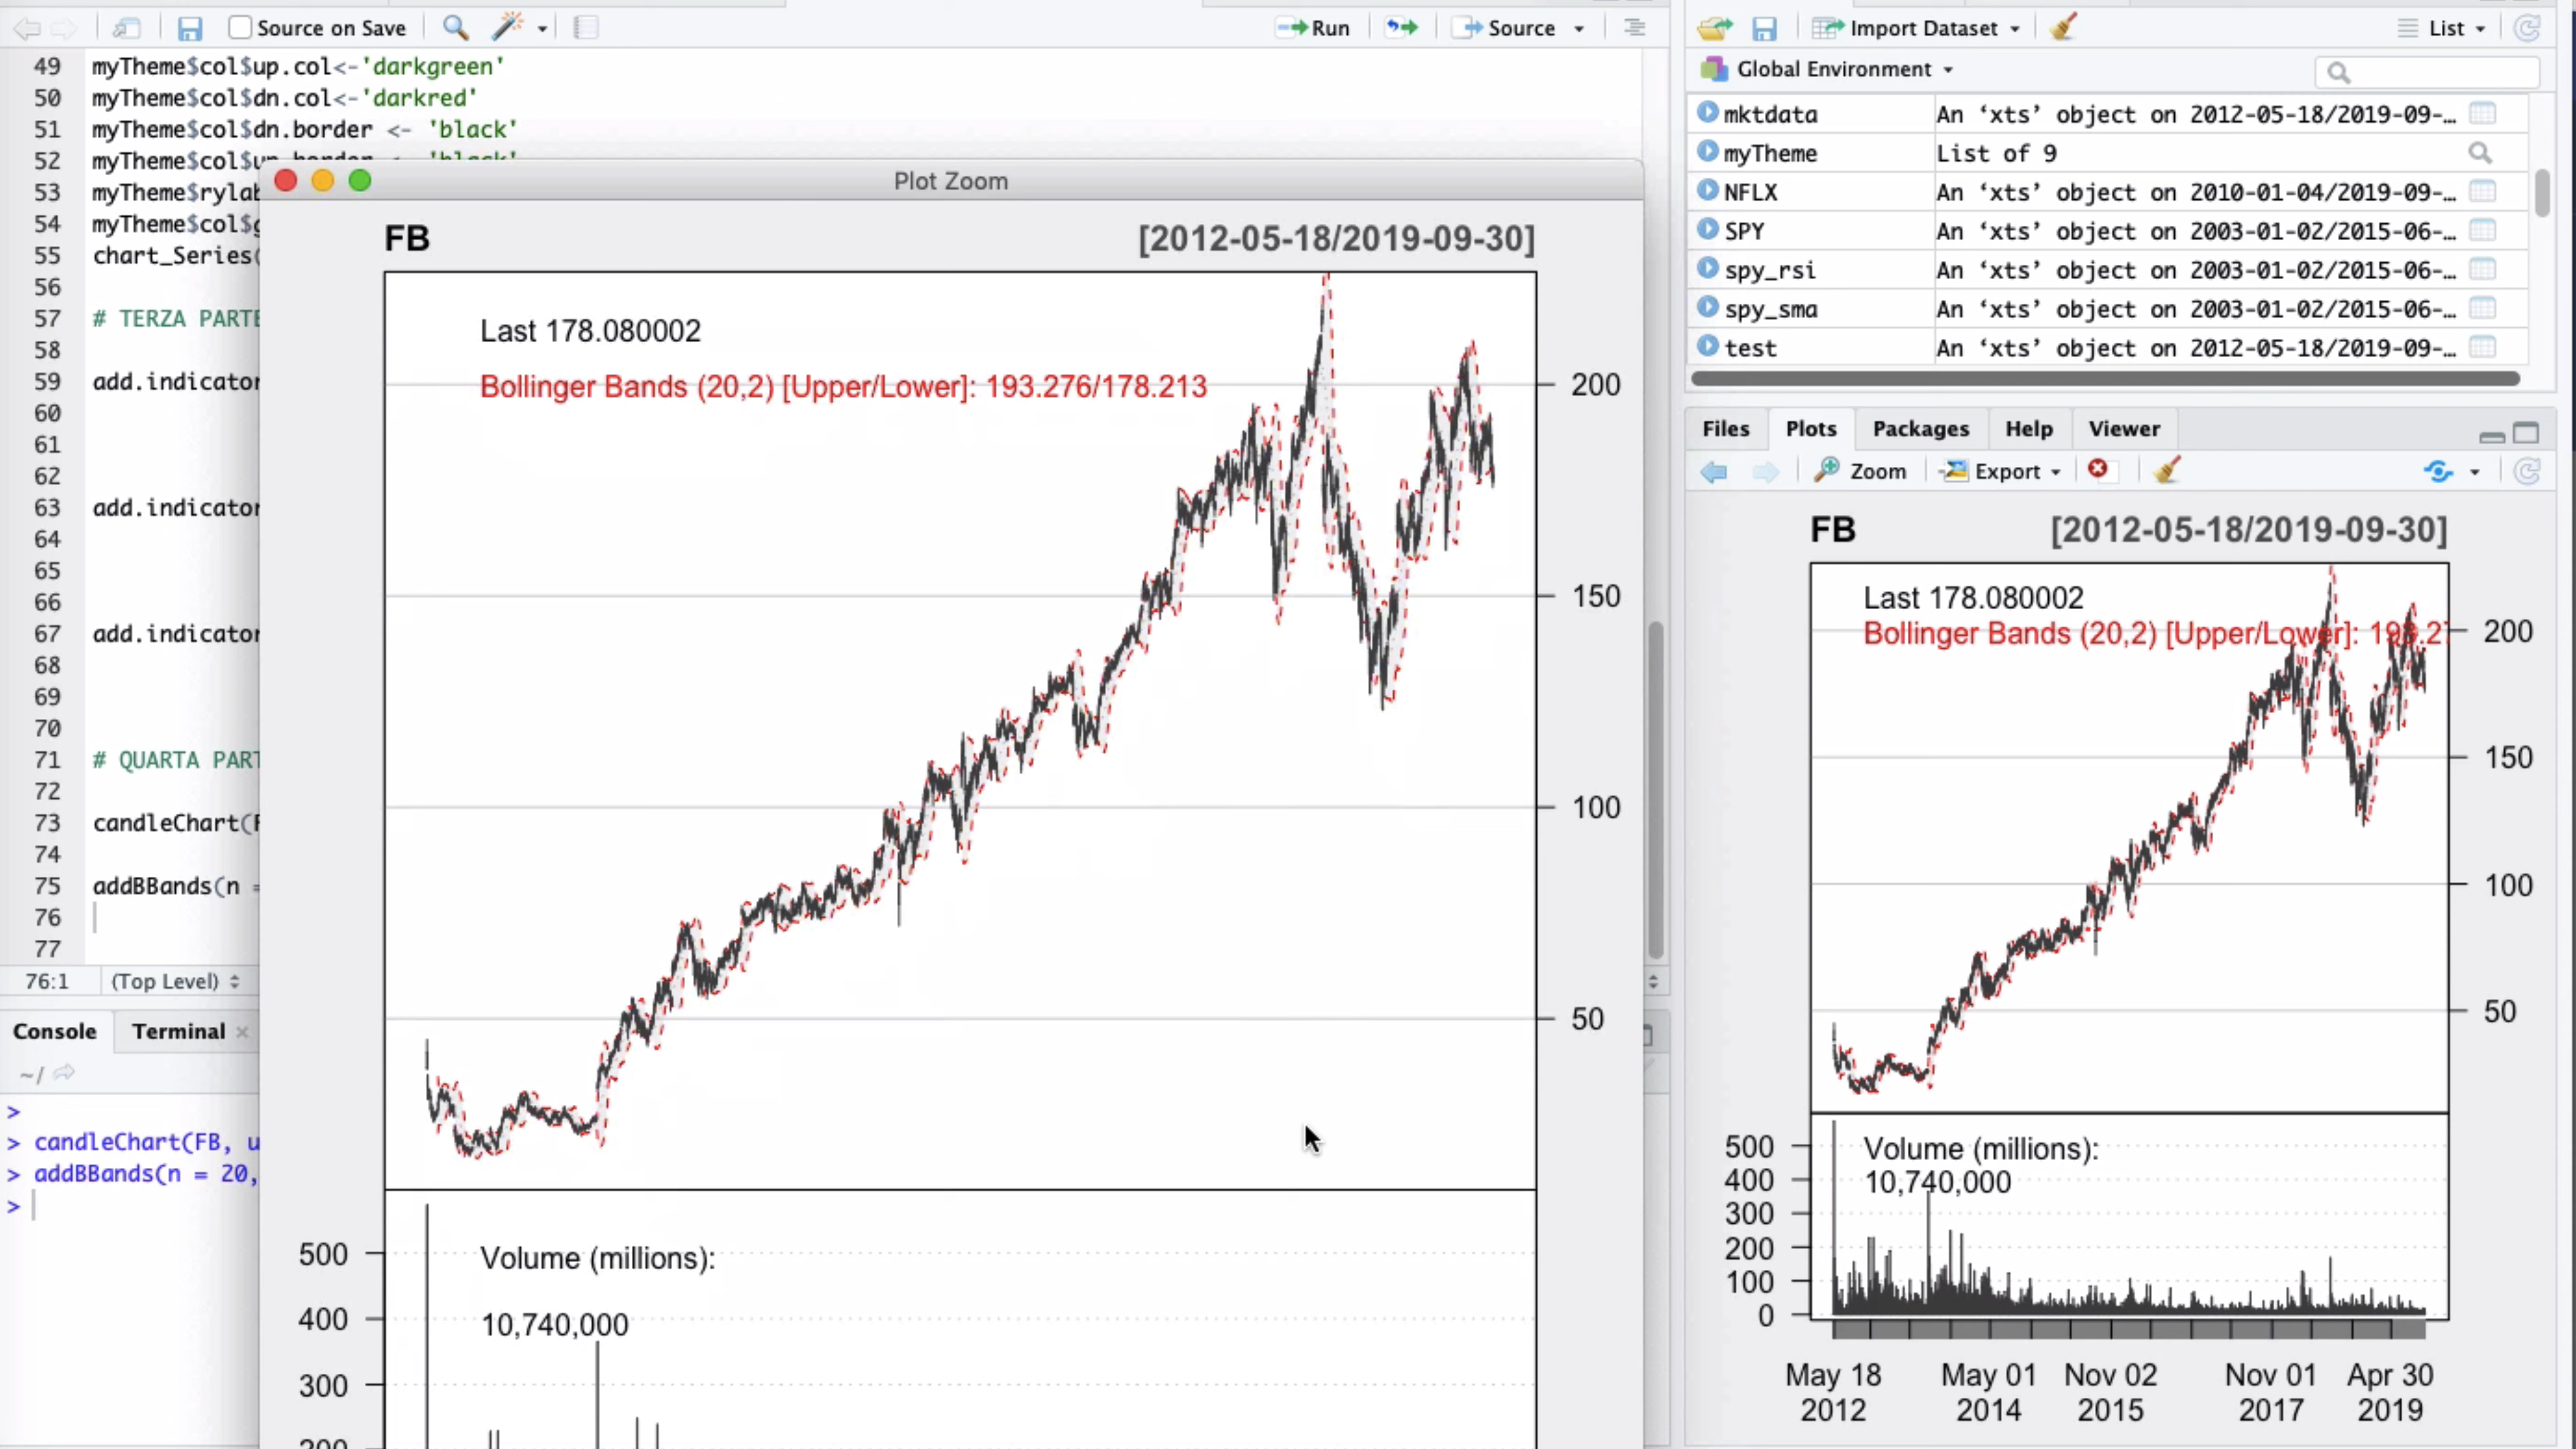 Source on Save
Run
Source
49 myTheme$col$up.col<-'darkgreen'
50 myTheme$col$dn.col<-'darkred'
51 myTheme$col$dn.border <- 'black'
52 myTheme$col$up.border <- 'black'
53 myTheme$rylab
54 myTheme$col$g
55 chart_Series(
56
57 # TERZA PARTE
58
59 add.indicator
60
61
62
63 add.indicator
64
65
66
67 add.indicator
68
69
70
71 # QUARTA PART
72
73 candleChart(F
74
75 addBBands(n =
76
77
76:1 (Top Level)
Console Terminal
~/
>
> candleChart(FB, u
> addBBands(n = 20,
>
Plot Zoom
FB [2012-05-18/2019-09-30]
Last 178.080002
Bollinger Bands (20,2) [Upper/Lower]: 193.276/178.213
200
150
100
50
Volume (millions):
10,740,000
500
400
300
200
Import Dataset
List
Global Environment
mktdata An ‘xts’ object on 2012-05-18/2019-09-…
myTheme List of 9
NFLX An ‘xts’ object on 2010-01-04/2019-09-…
SPY An ‘xts’ object on 2003-01-02/2015-06-…
spy_rsi An ‘xts’ object on 2003-01-02/2015-06-…
spy_sma An ‘xts’ object on 2003-01-02/2015-06-…
test An ‘xts’ object on 2012-05-18/2019-09-…
Files Plots Packages Help Viewer
Zoom Export
FB [2012-05-18/2019-09-30]
Last 178.080002
Bollinger Bands (20,2) [Upper/Lower]: 193.27
200
150
100
50
Volume (millions):
10,740,000
500
400
300
200
100
0
May 18 May 01 Nov 02 Nov 01 Apr 30
2012 2014 2015 2017 2019